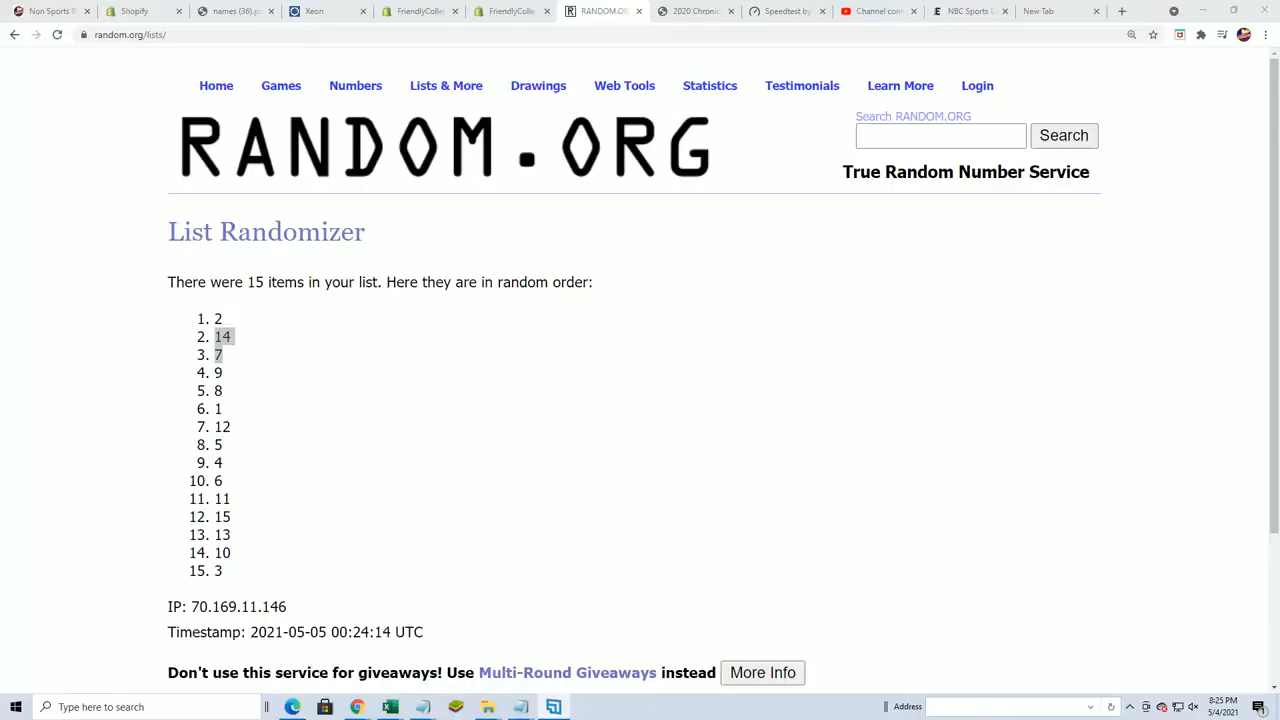 Non Sports B
Shopify
names (36).p
Xeon
FriendlyColle
FriendlyColle
RANDOM.OR
2020 Chronic
Speedtest by
Channel con
NBC Sports E
New Tab
random.org/lists/
Home Games Numbers Lists & More Drawings Web Tools Statistics Testimonials Learn More Login
Search RANDOM.ORG
RANDOM.ORG
Search
True Random Number Service
List Randomizer
There were 15 items in your list. Here they are in random order:
1. 2
2. 14
3. 7
4. 9
5. 8
6. 1
7. 12
8. 5
9. 4
10. 6
11. 11
12. 15
13. 13
14. 10
15. 3
IP: 70.169.11.146
Timestamp: 2021-05-05 00:24:14 UTC
Don't use this service for giveaways! Use Multi-Round Giveaways instead More Info
Type here to search
Address
8:25 PM
5/4/2021